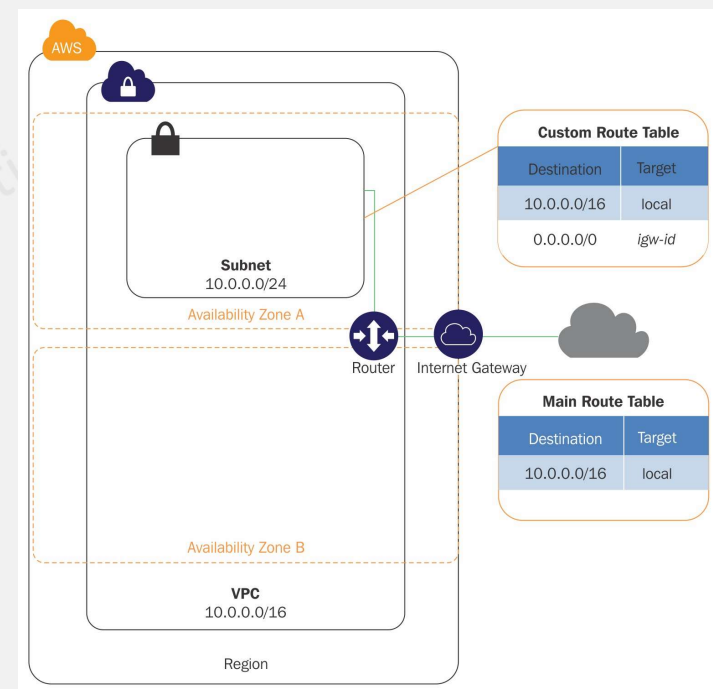 AWS
Custom Route Table
Destination Target
10.0.0.0/16 local
0.0.0.0/0 igw-id
Subnet
10.0.0.0/24
Availability Zone A
Router
Internet Gateway
Main Route Table
Destination Target
10.0.0.0/16 local
Availability Zone B
VPC
10.0.0.0/16
Region